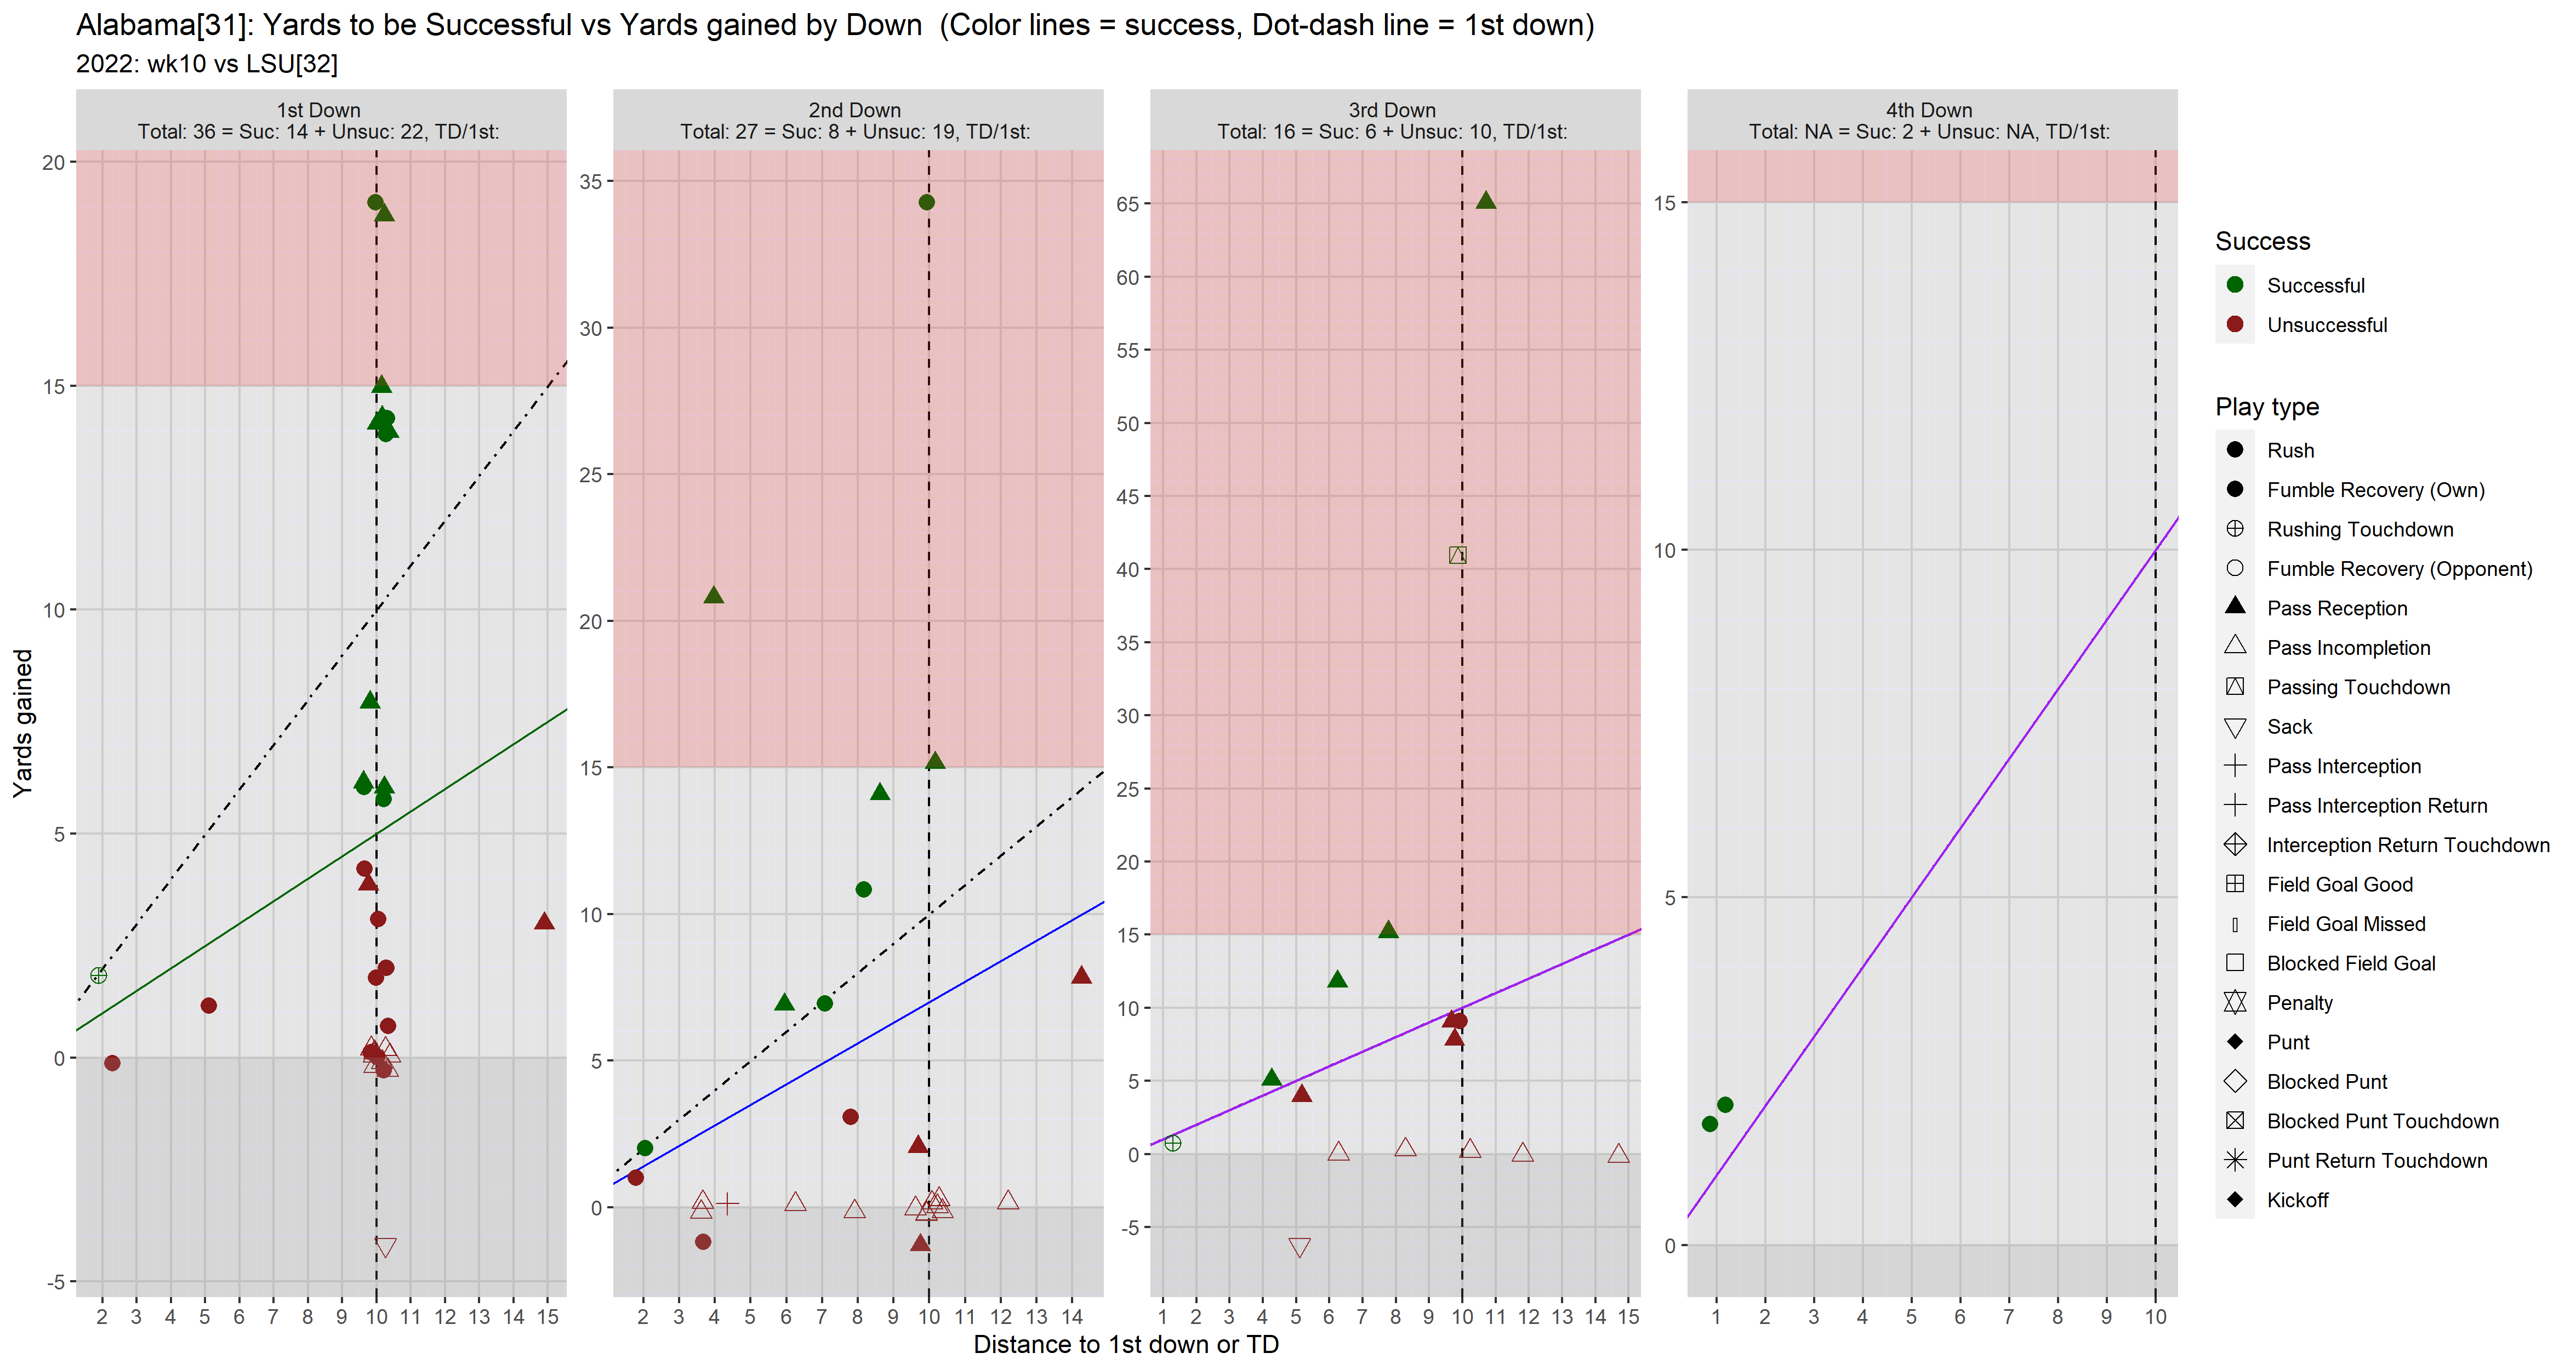 Alabama[31]: Yards to be Successful vs Yards gained by Down  (Color lines = success, Dot-dash line = 1st down)
2022: wk10 vs LSU[32]
1st Down
Total: 36 = Suc: 14 + Unsuc: 22, TD/1st:
2nd Down
Total: 27 = Suc: 8 + Unsuc: 19, TD/1st:
3rd Down
Total: 16 = Suc: 6 + Unsuc: 10, TD/1st:
4th Down
Total: NA = Suc: 2 + Unsuc: NA, TD/1st:
Yards gained
20
15
10
5
0
-5
2 3 4 5 6 7 8 9 10 11 12 13 14 15
35
30
25
20
15
10
5
0
2 3 4 5 6 7 8 9 10 11 12 13 14
65
60
55
50
45
40
35
30
25
20
15
10
5
0
-5
1 2 3 4 5 6 7 8 9 10 11 12 13 14 15
15
10
5
0
1 2 3 4 5 6 7 8 9 10
Distance to 1st down or TD
Success
Successful
Unsuccessful
Play type
Rush
Fumble Recovery (Own)
Rushing Touchdown
Fumble Recovery (Opponent)
Pass Reception
Pass Incompletion
Passing Touchdown
Sack
Pass Interception
Pass Interception Return
Interception Return Touchdown
Field Goal Good
Field Goal Missed
Blocked Field Goal
Penalty
Punt
Blocked Punt
Blocked Punt Touchdown
Punt Return Touchdown
Kickoff